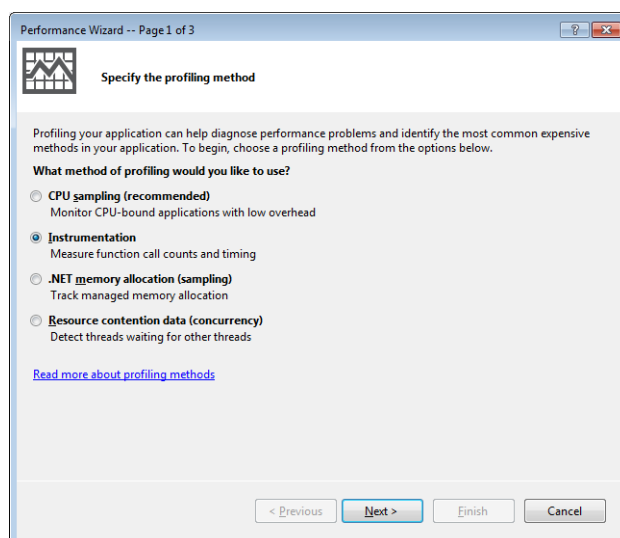 Performance Wizard -- Page 1 of 3
Specify the profiling method
Profiling your application can help diagnose performance problems and identify the most common expensive
methods in your application. To begin, choose a profiling method from the options below.
What method of profiling would you like to use?
CPU sampling (recommended)
Monitor CPU-bound applications with low overhead
Instrumentation
Measure function call counts and timing
.NET memory allocation (sampling)
Track managed memory allocation
Resource contention data (concurrency)
Detect threads waiting for other threads
Read more about profiling methods
< Previous Next > Finish Cancel